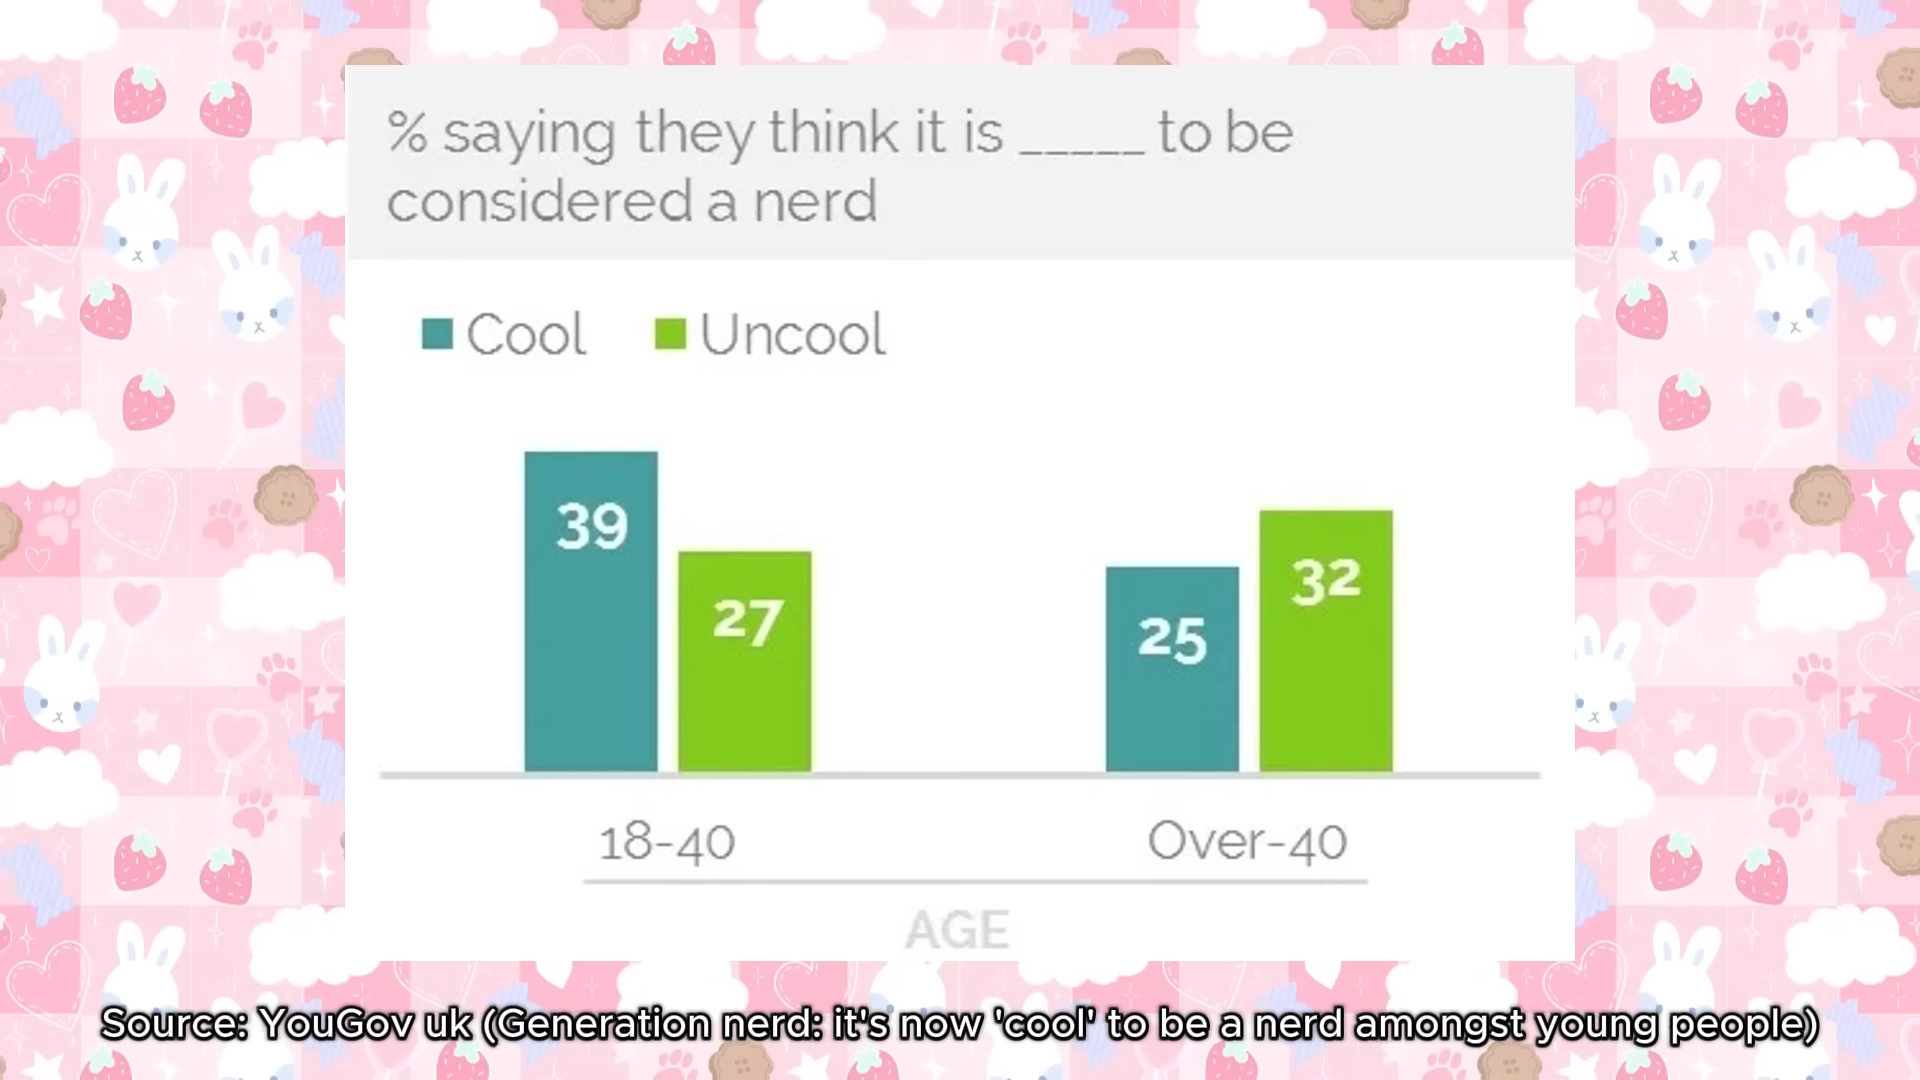 % saying they think it is _____ to be
considered a nerd
Cool Uncool
39
27
25
32
18-40 Over-40
AGE
Source: YouGov uk (Generation nerd: it's now 'cool' to be a nerd amongst young people)